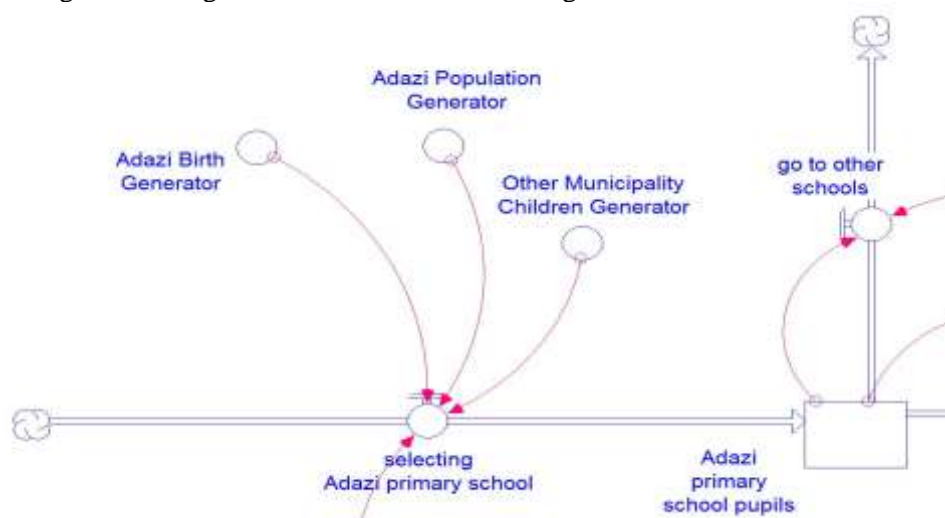 Adazi Population
Generator
Adazi Birth
Generator
Other Municipality
Children Generator
go to other
schools
selecting
Adazi primary school
Adazi
primary
school pupils